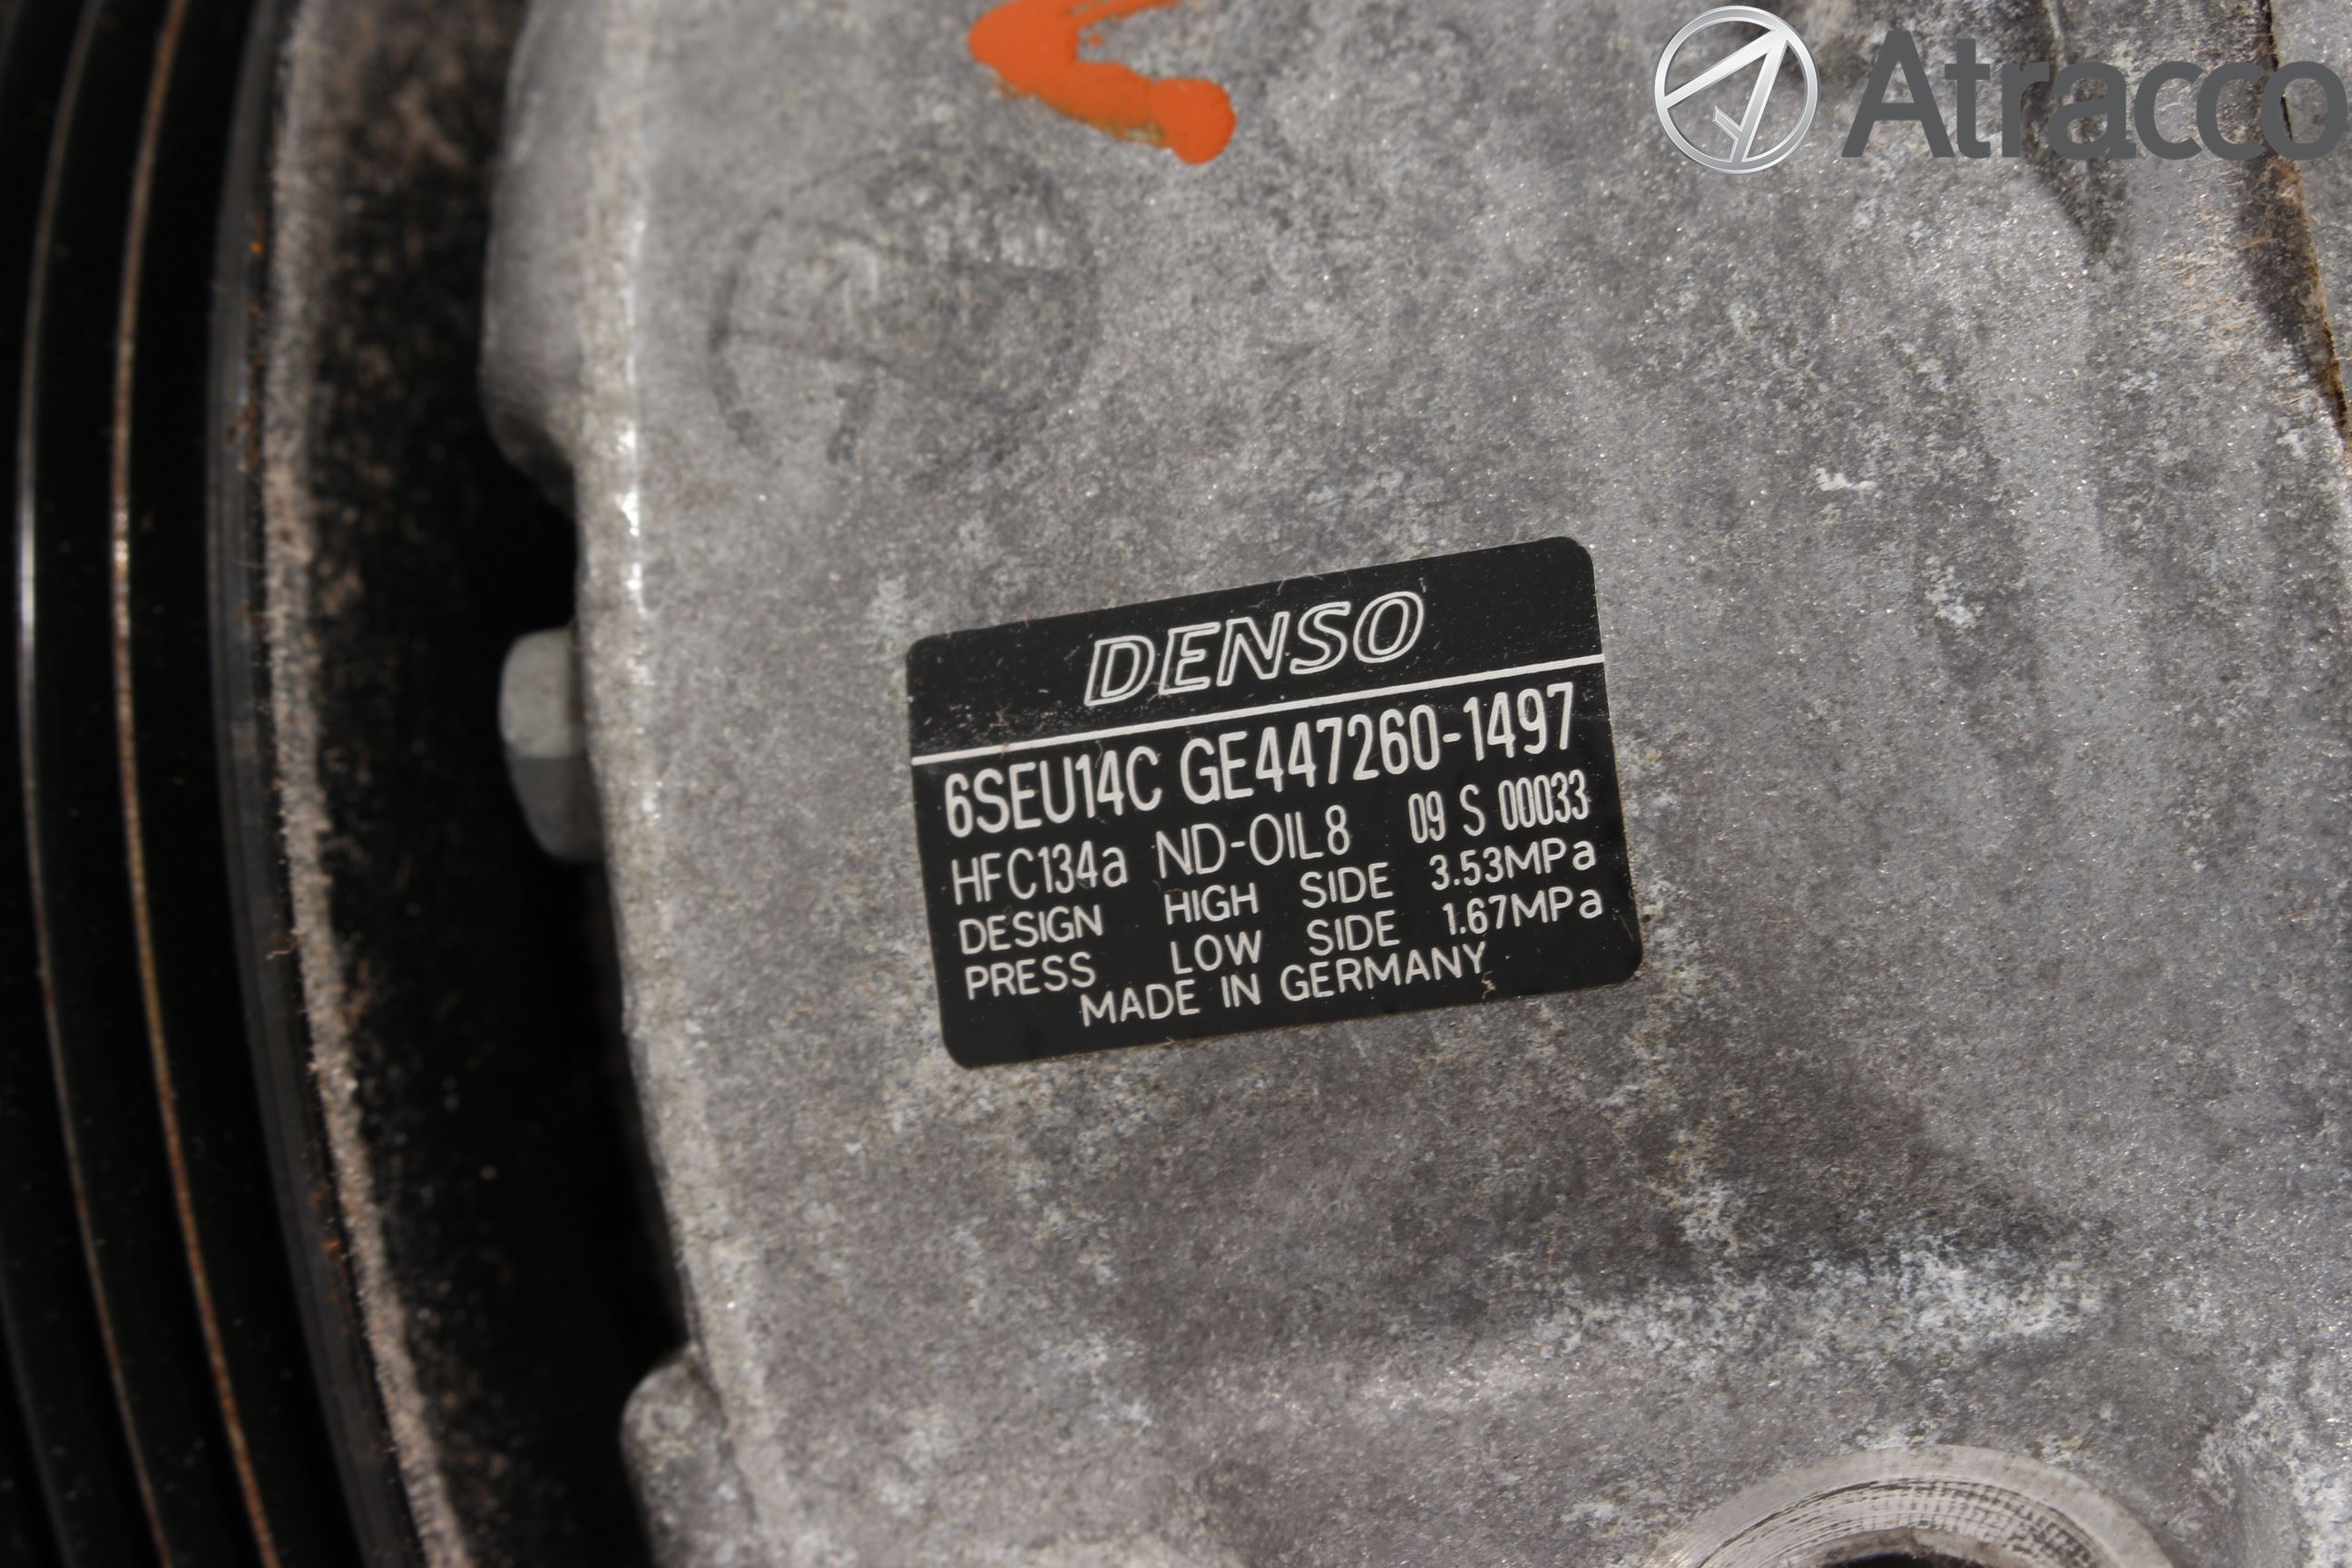 Atracco
DENSO
6SEU14C GE447260-1497
HFC134a ND-OIL8 09 S 00033
DESIGN HIGH SIDE 3.53MPa
PRESS LOW SIDE 1.67MPa
MADE IN GERMANY